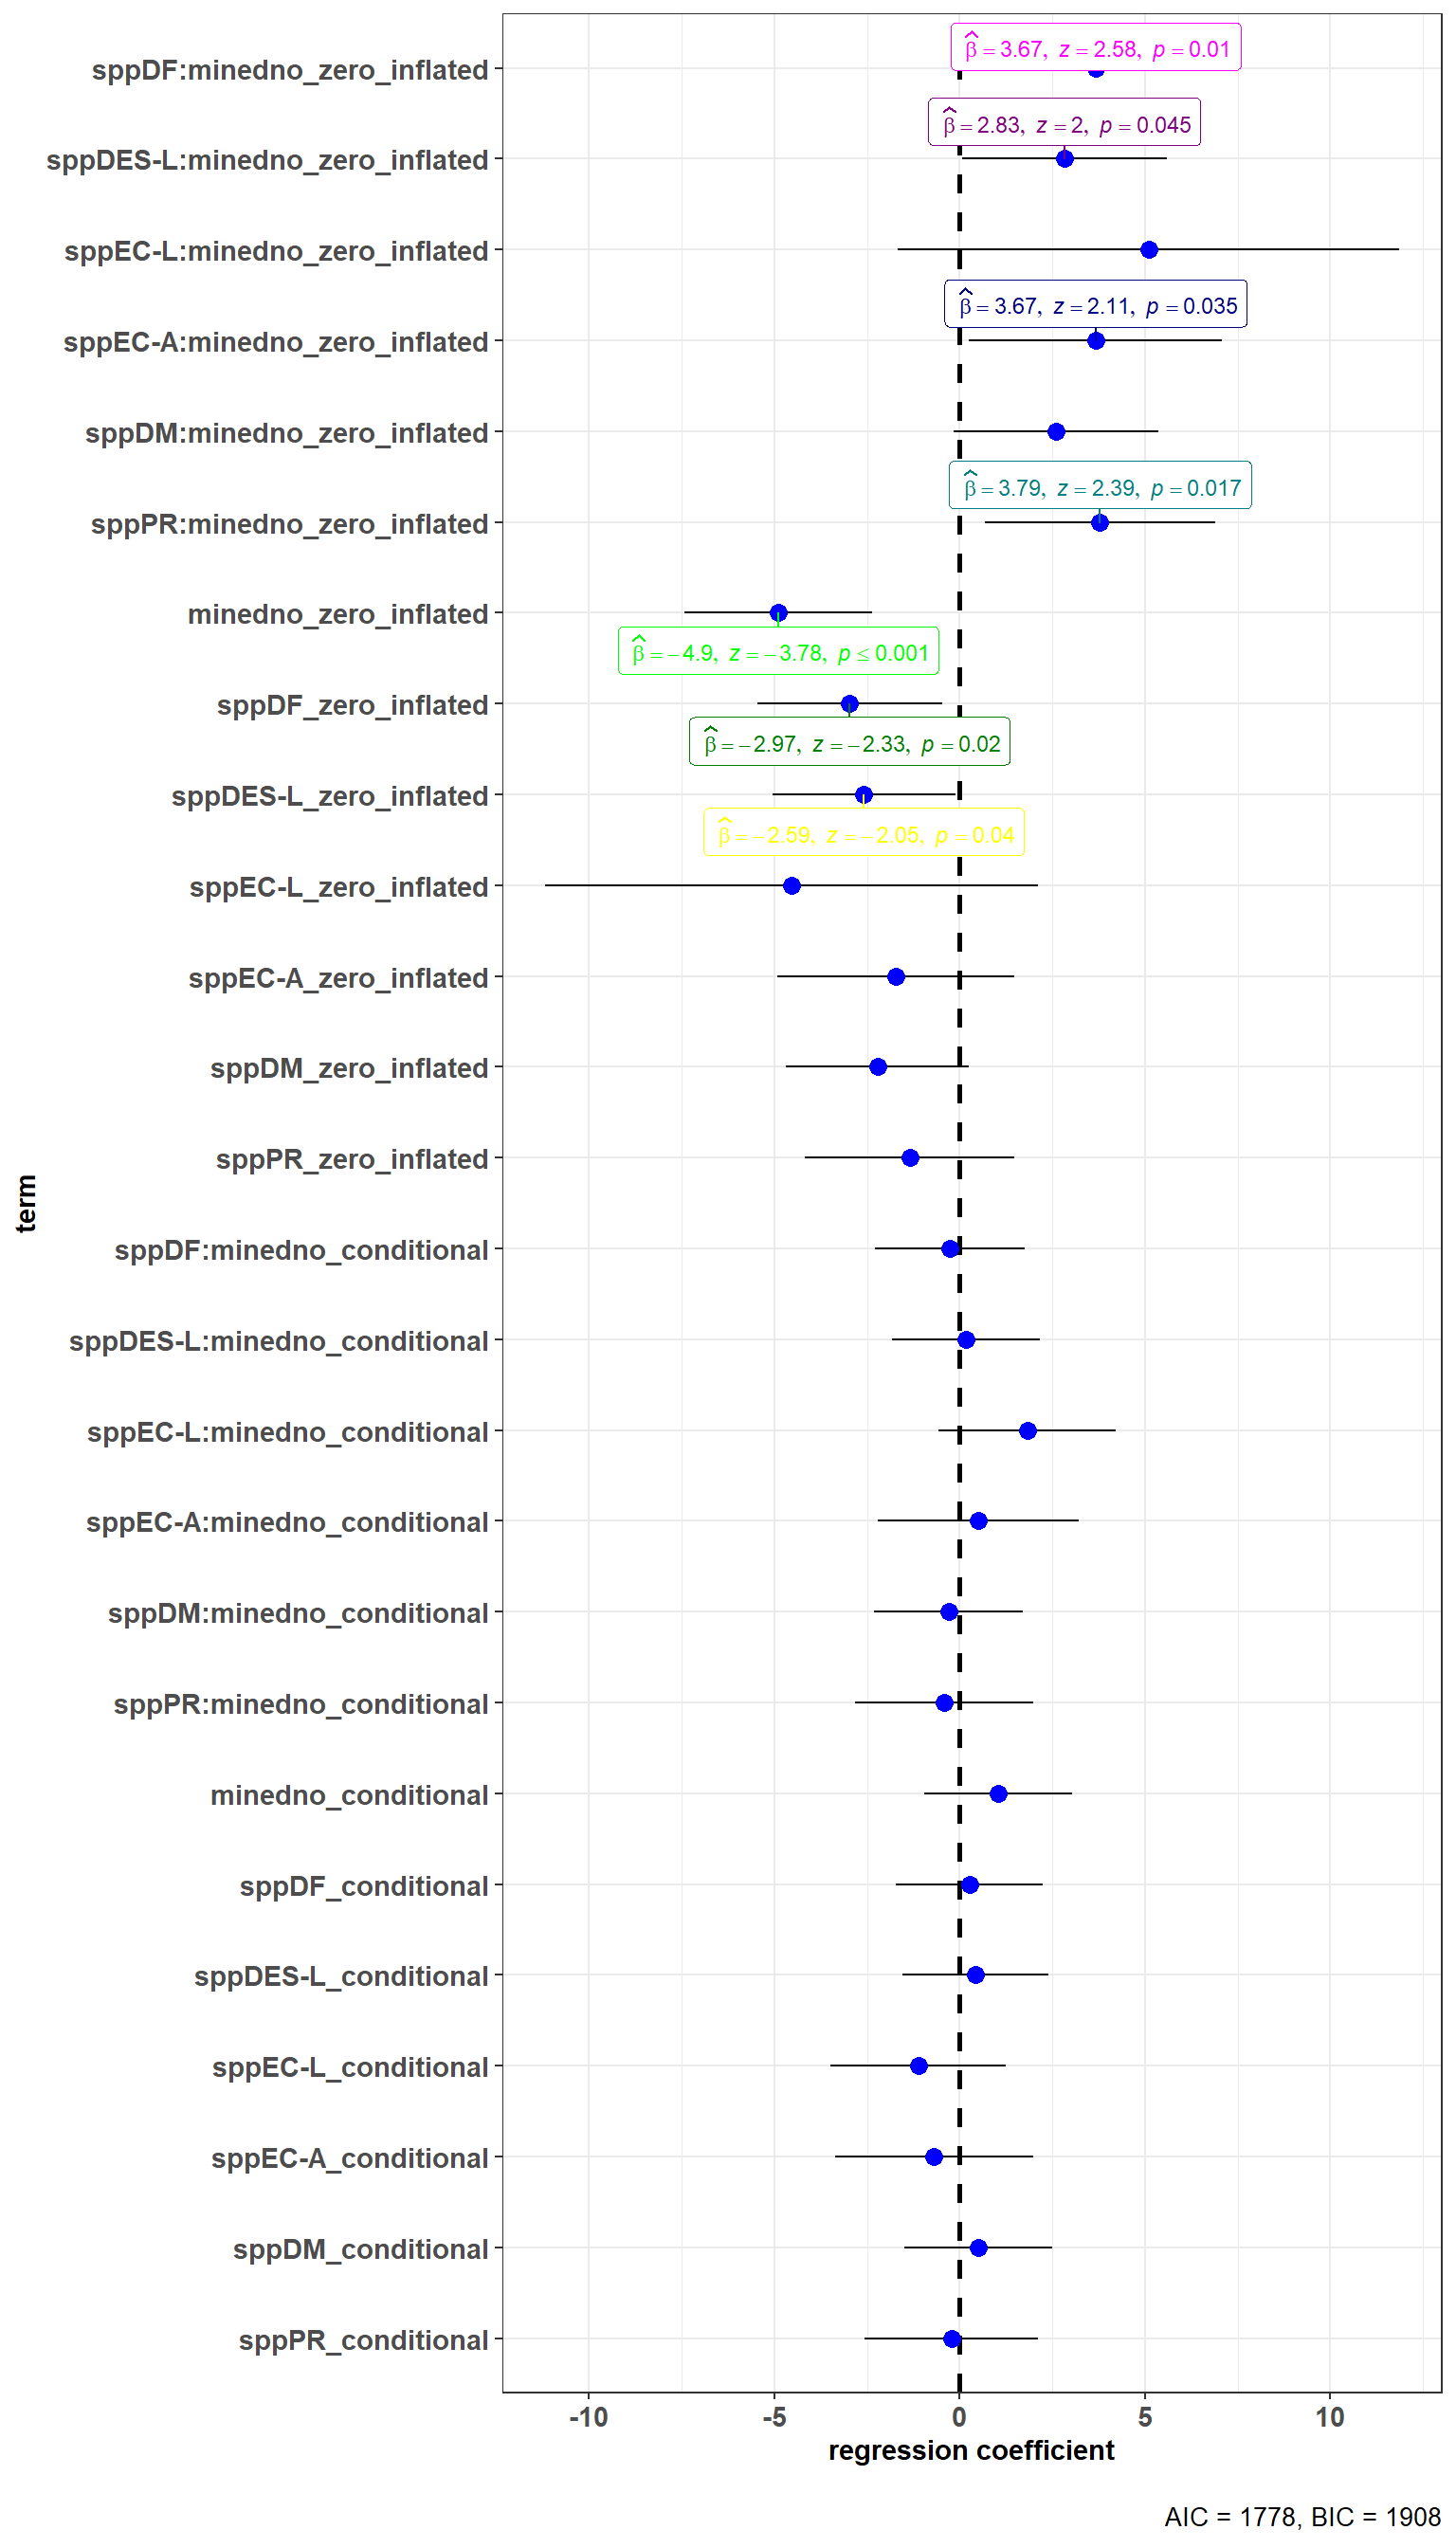 sppDF:minedno_zero_inflated
β̂ = 3.67, z = 2.58, p = 0.01
β̂ = 2.83, z = 2, p = 0.045
sppDES-L:minedno_zero_inflated
sppEC-L:minedno_zero_inflated
β̂ = 3.67, z = 2.11, p = 0.035
sppEC-A:minedno_zero_inflated
sppDM:minedno_zero_inflated
β̂ = 3.79, z = 2.39, p = 0.017
sppPR:minedno_zero_inflated
minedno_zero_inflated
β̂ = −4.9, z = −3.78, p ≤ 0.001
sppDF_zero_inflated
β̂ = −2.97, z = −2.33, p = 0.02
sppDES-L_zero_inflated
β̂ = −2.59, z = −2.05, p = 0.04
sppEC-L_zero_inflated
sppEC-A_zero_inflated
sppDM_zero_inflated
sppPR_zero_inflated
term
sppDF:minedno_conditional
sppDES-L:minedno_conditional
sppEC-L:minedno_conditional
sppEC-A:minedno_conditional
sppDM:minedno_conditional
sppPR:minedno_conditional
minedno_conditional
sppDF_conditional
sppDES-L_conditional
sppEC-L_conditional
sppEC-A_conditional
sppDM_conditional
sppPR_conditional
-10 -5 0 5 10
regression coefficient
AIC = 1778, BIC = 1908